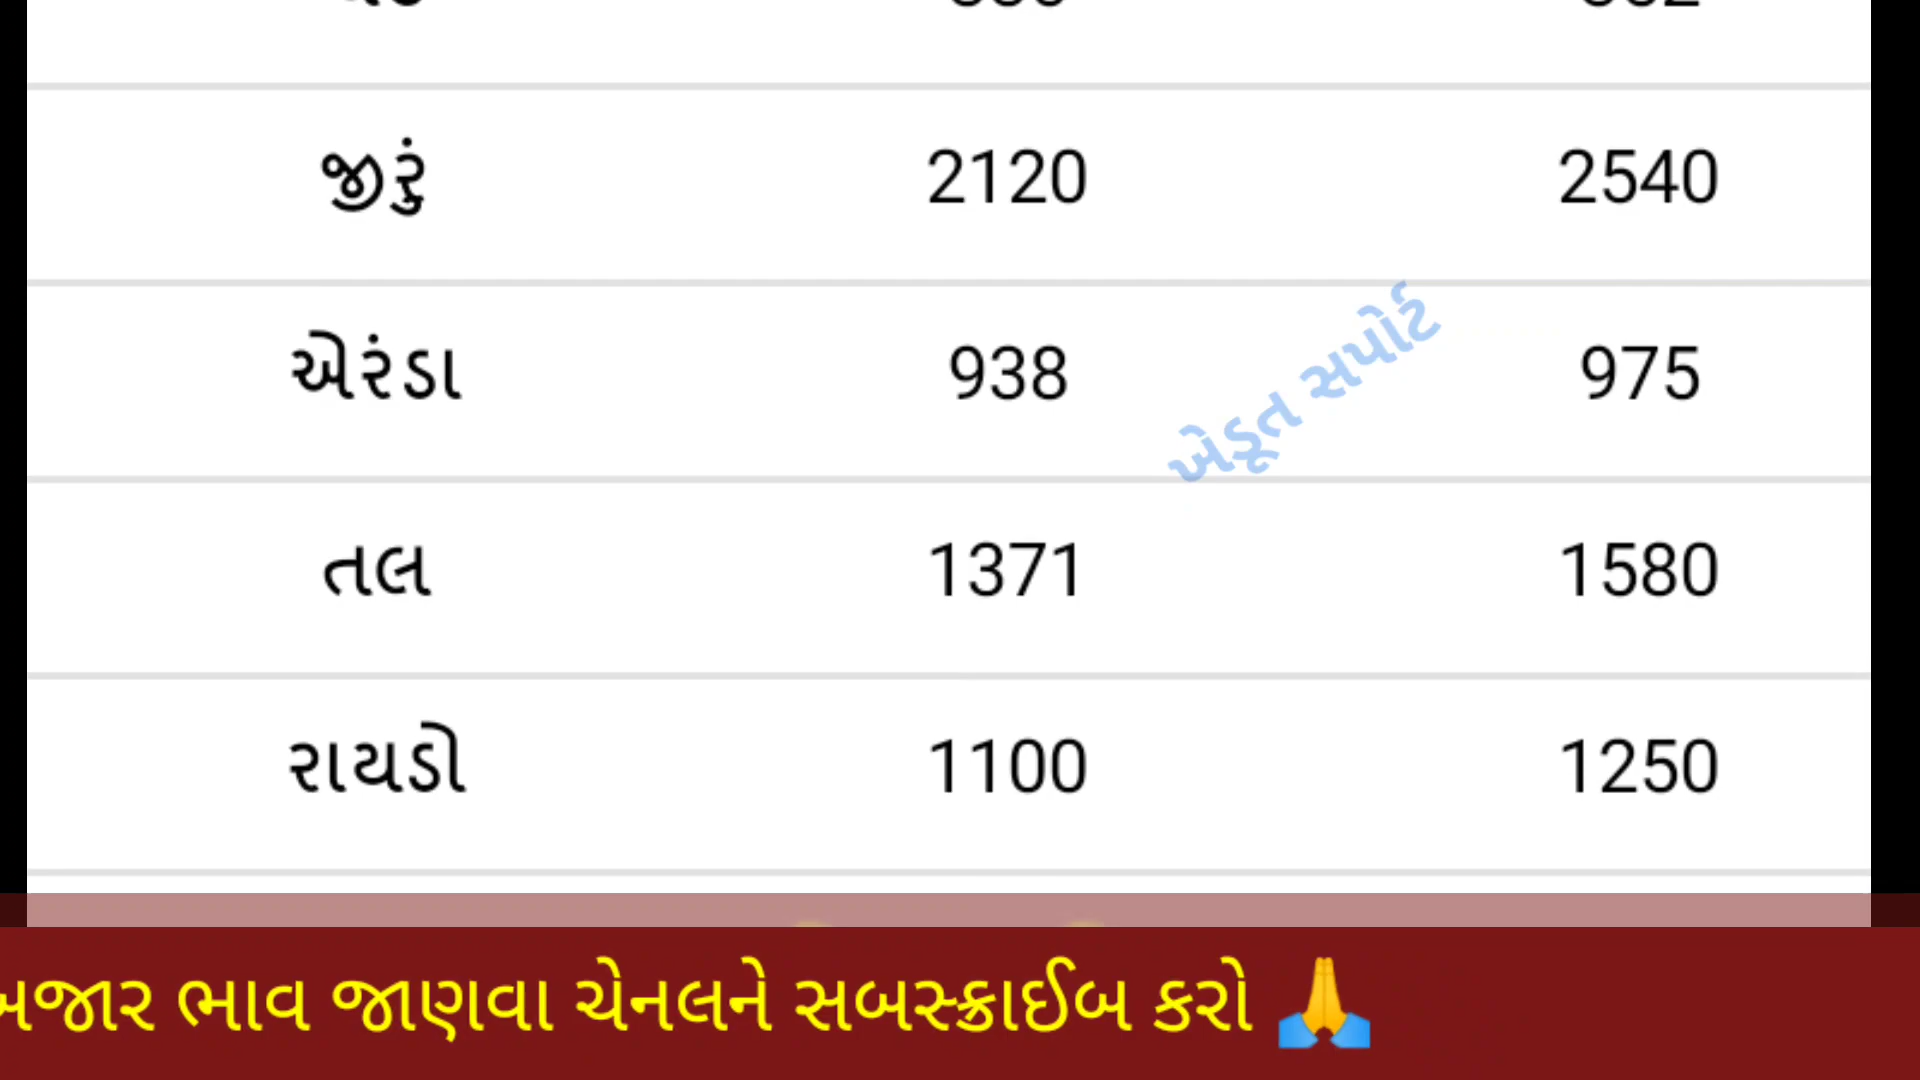 જીરું 2120 2540
એરંડા 938 975
ખેડૂત સપોર્ટ
તલ 1371 1580
રાયડો 1100 1250
ભાવ જાણવા ચેનલને સબસ્ક્રાઈબ કરો 🙏